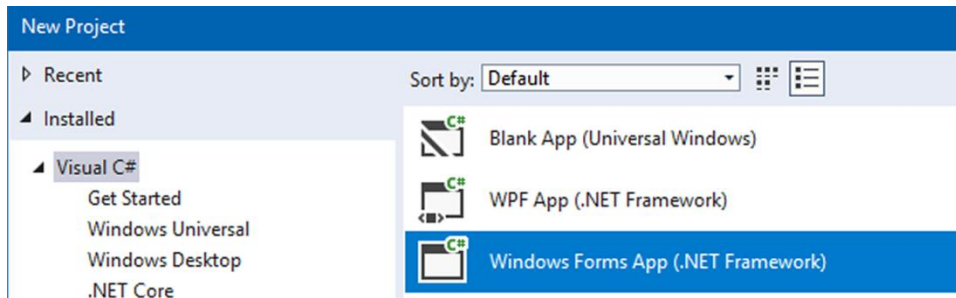 New Project
Recent
Installed
Visual C#
Get Started
Windows Universal
Windows Desktop
.NET Core
Sort by: Default
C# Blank App (Universal Windows)
C# WPF App (.NET Framework)
C# Windows Forms App (.NET Framework)